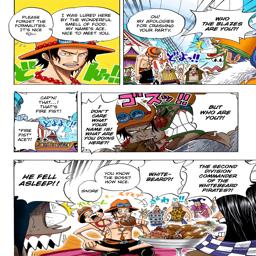 PLEASE
FORGET THE
FORMALITIES.
IT'S NICE
TO...
I WAS LURED HERE
BY THE WONDERFUL
SMELL OF FOOD.
MY NAME'S
ACE. NICE
TO MEET YOU.
OU!
MY APOLOGIES
FOR CRASHING
YOUR PARTY.
WHO
THE BLAZES
ARE YOU?!
CAP'N!
THAT...
THAT'S
FIRE FIST!
"FIRE
FIST"
ACE?!
I DON'T
CARE WHAT
YOUR NAME IS!
WHAT ARE
YOU DOING
HERE?!
BUT WHO
ARE YOU?!
HE FELL
ASLEEP!!
SNORE
YOU KNOW
THE BOSS?
HOW NICE.
WHITE-
BEARD?!
THE SECOND
DIVISION
COMMANDER
OF THE
WHITEBEARD
PIRATES?!